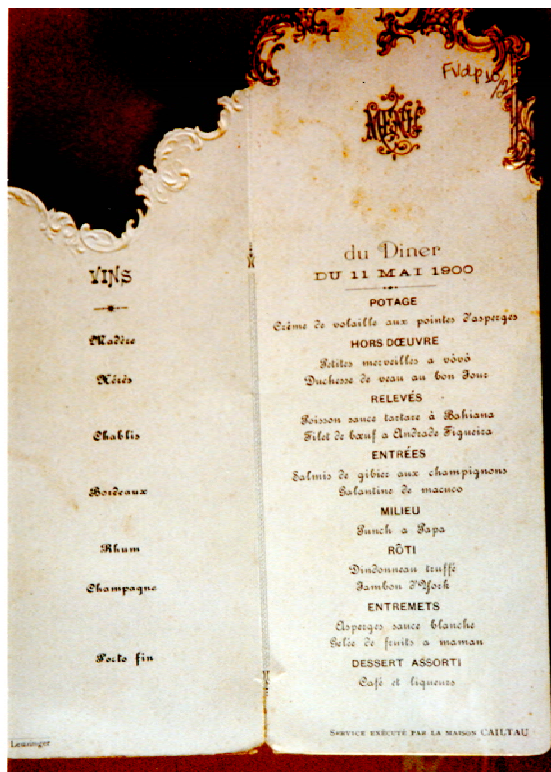 VINS
Madère
Xérès
Chablis
Bordeaux
Rhum
Champagne
Porto fin
Leuzinger
MENU
du Diner
DU 11 MAI 1900
POTAGE
Crême de volaille aux pointes d'asperges
HORS D'ŒUVRE
Petites merveilles a vôvô
Duchesse de veau au bon Jour
RELEVÉS
Poisson sauce tartare à Bahiana
Filet de bœuf a Andrade Figueira
ENTRÉES
Salmis de gibier aux champignons
Galantine de macuco
MILIEU
Punch a Papa
RÔTI
Dindonneau truffé
Jambon d'York
ENTREMETS
Asperges sauce blanche
Gelée de fruits a maman
DESSERT ASSORTI
Café et liqueurs
SERVICE EXÉCUTÉ PAR LA MAISON CAILTAU